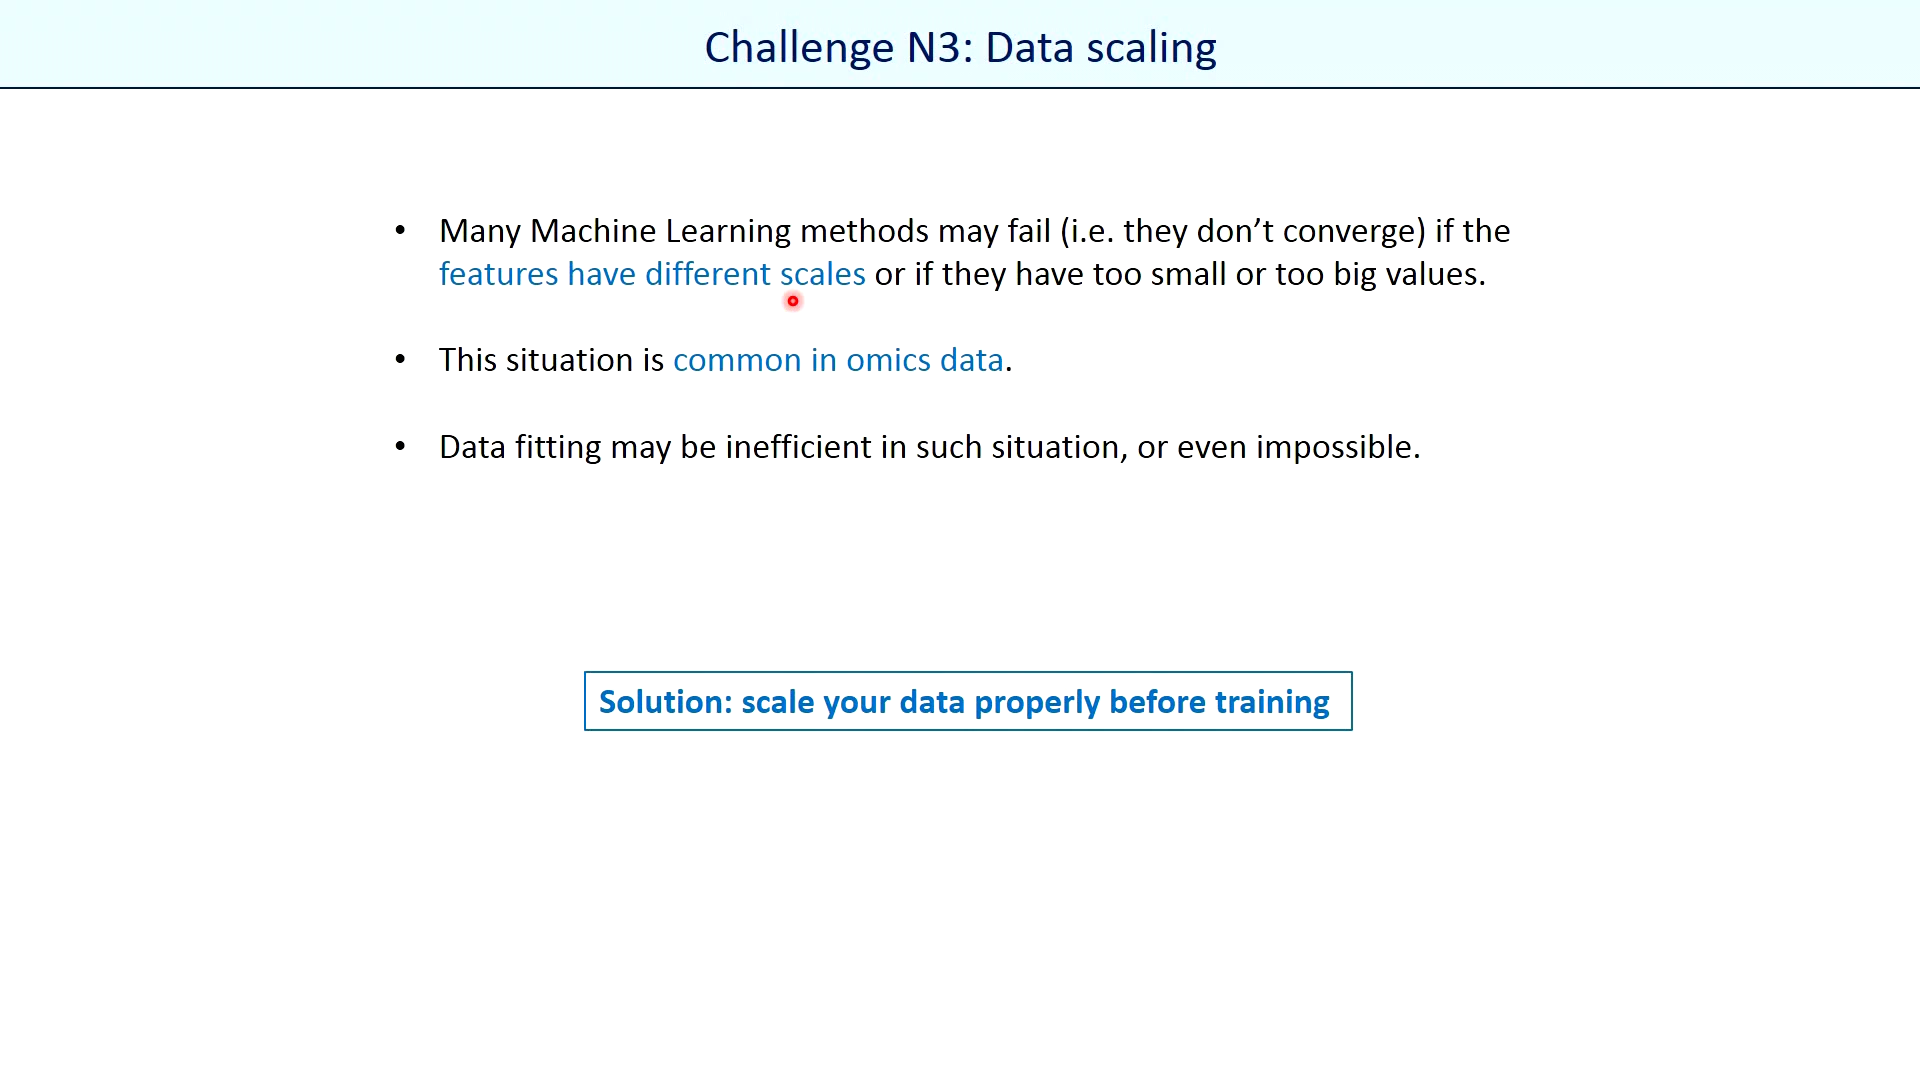 Challenge N3: Data scaling
• Many Machine Learning methods may fail (i.e. they don’t converge) if the
features have different scales or if they have too small or too big values.
• This situation is common in omics data.
• Data fitting may be inefficient in such situation, or even impossible.
Solution: scale your data properly before training